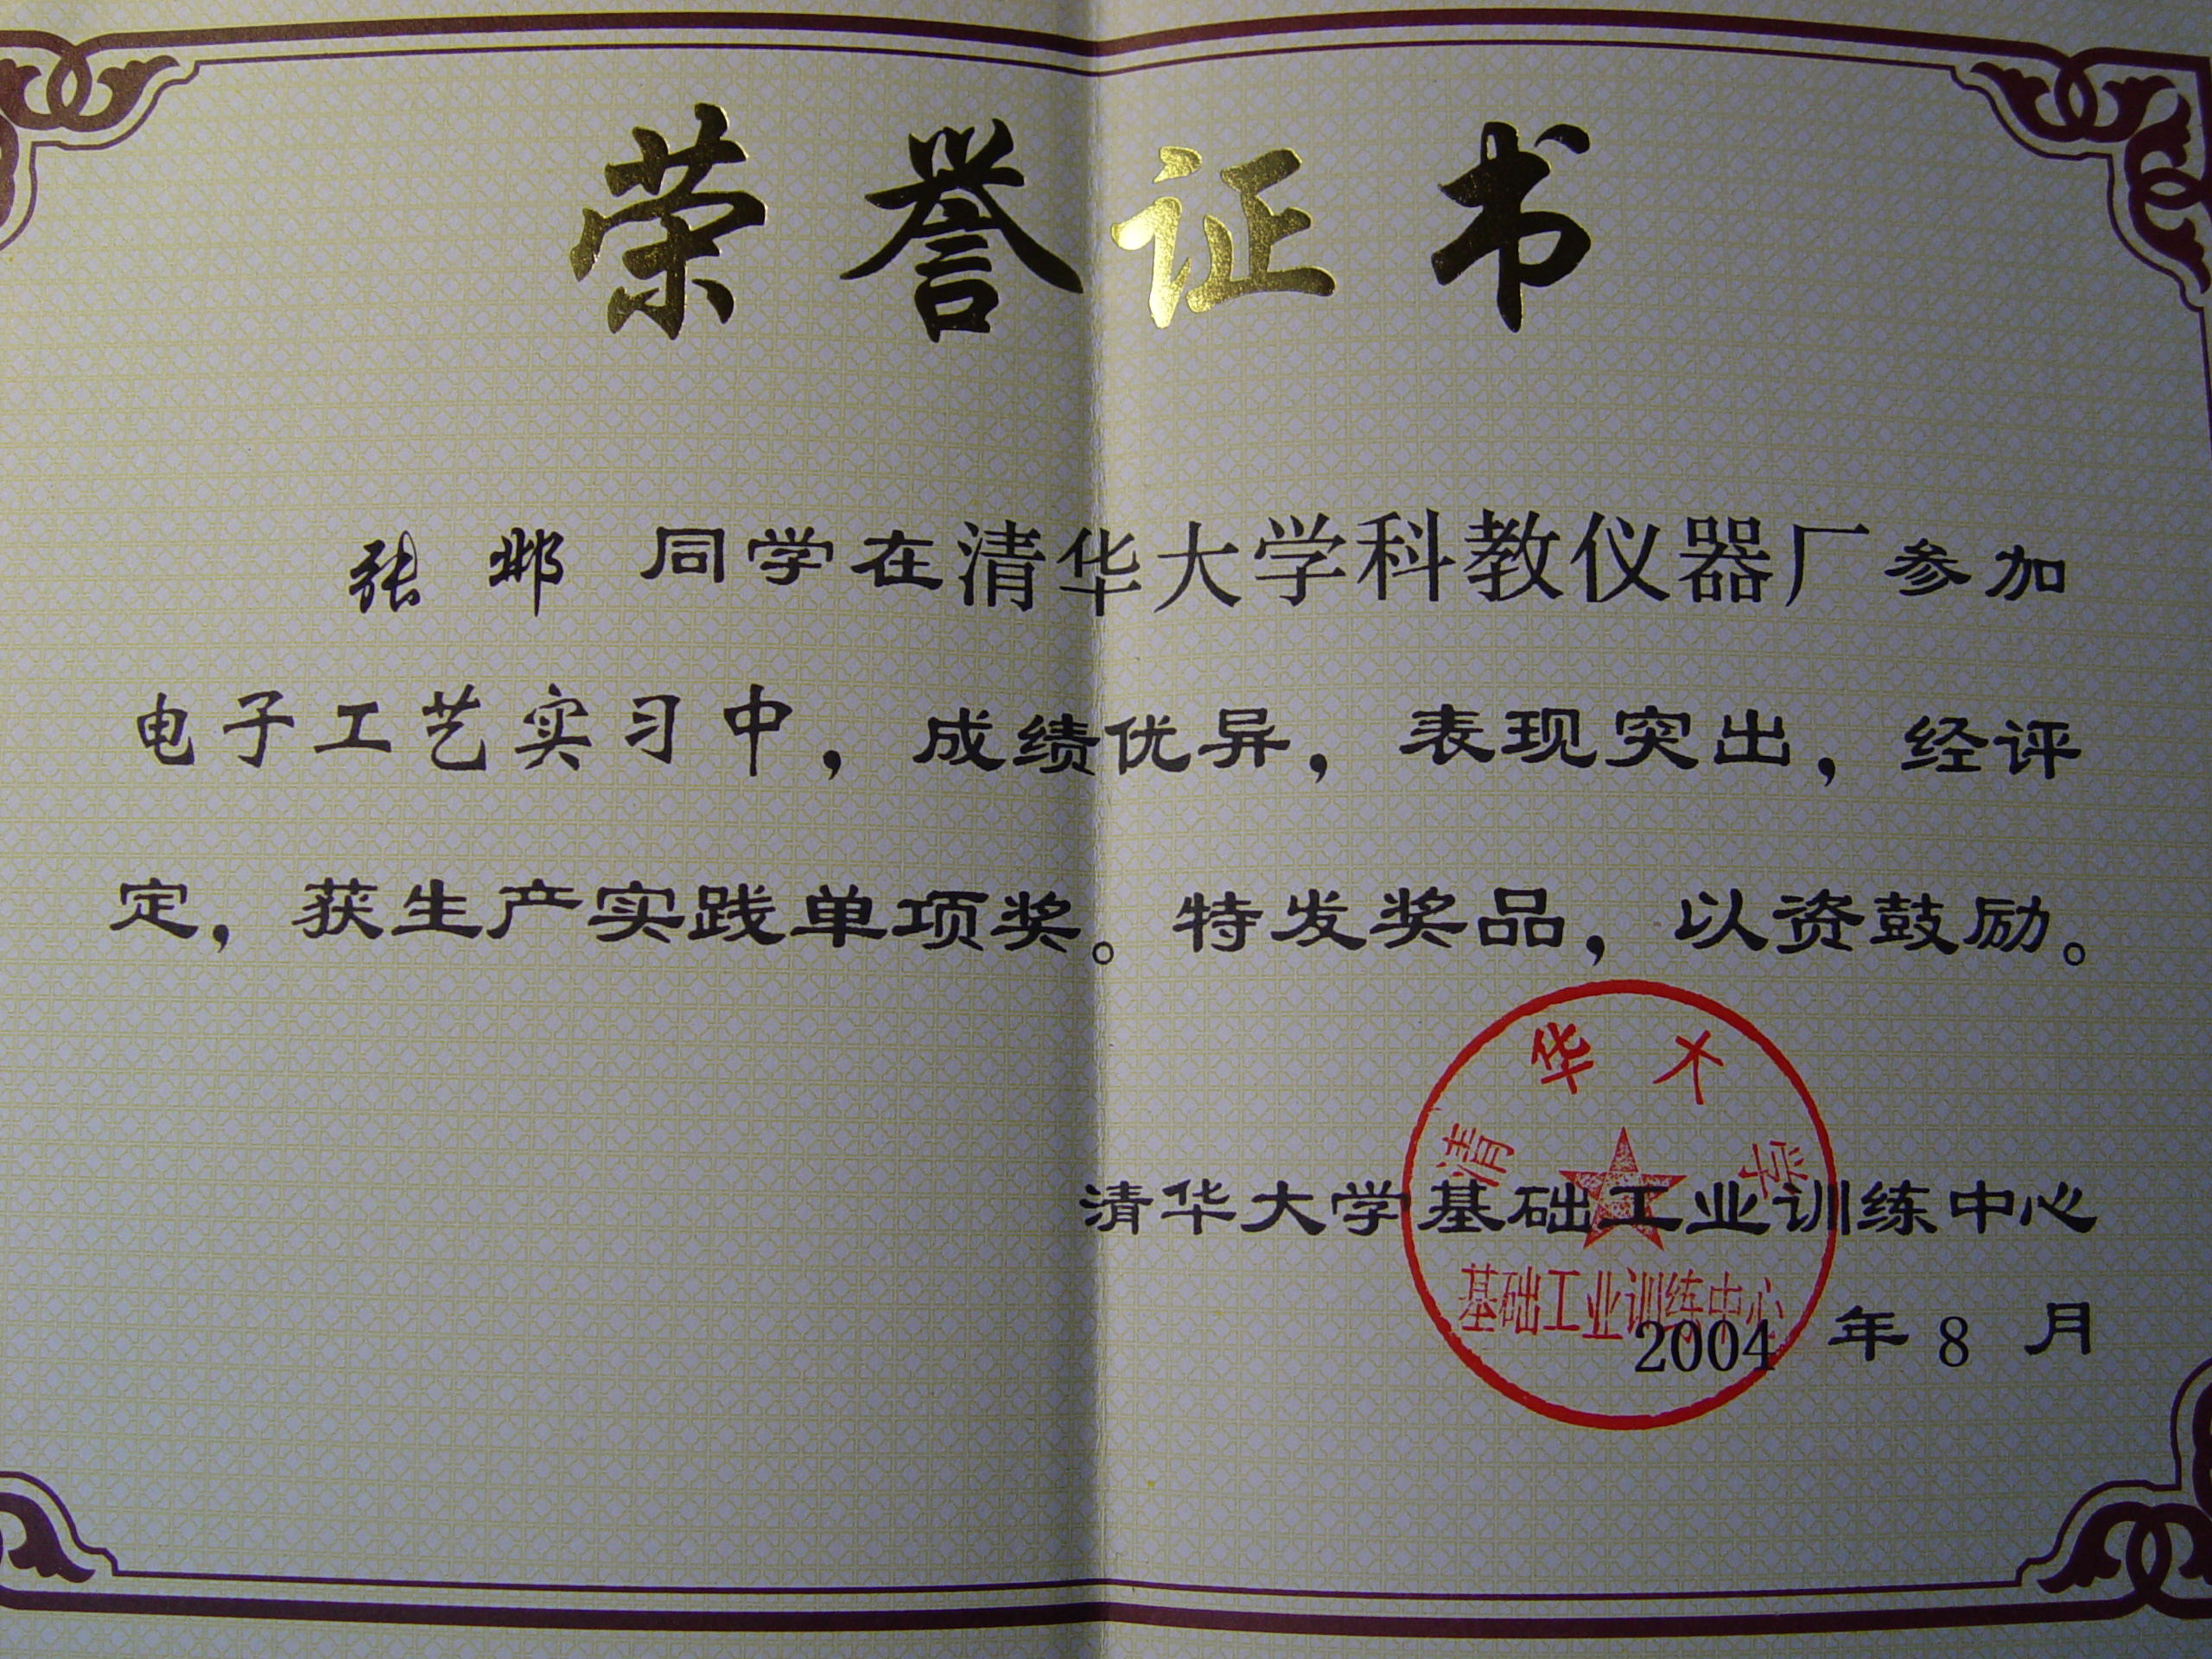 荣誉证书
张 邺 同学在清华大学科教仪器厂参加
电子工艺实习中，成绩优异，表现突出，经评
定，获生产实践单项奖。特发奖品，以资鼓励。
清华大学
清华大学基础工业训练中心
基础工业训练中心
2004 年 8 月